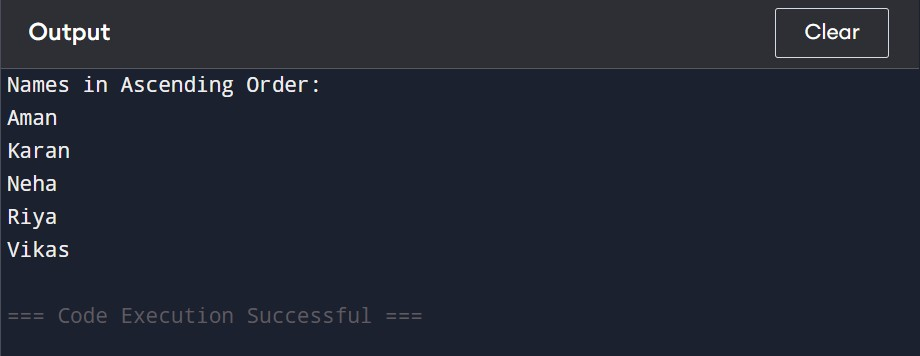 Output
Clear
Names in Ascending Order:
Aman
Karan
Neha
Riya
Vikas
=== Code Execution Successful ===